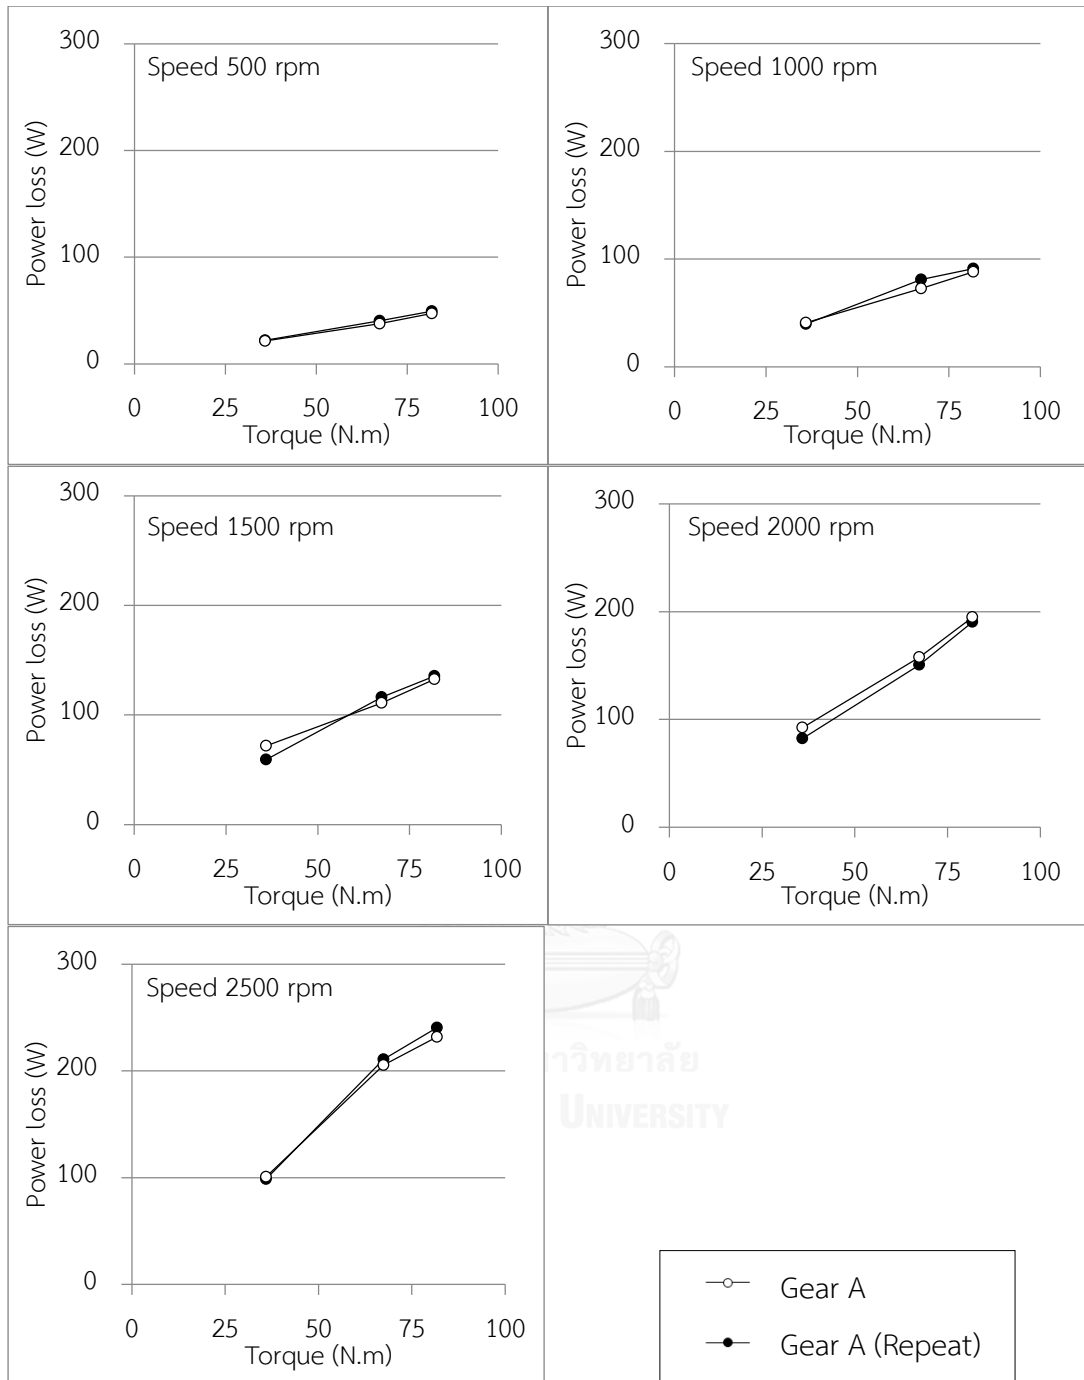 300
Speed 500 rpm
200
100
0
Power loss (W)
0 25 50 75 100
Torque (N.m)
300
Speed 1000 rpm
200
100
0
Power loss (W)
0 25 50 75 100
Torque (N.m)
300
Speed 1500 rpm
200
100
0
Power loss (W)
0 25 50 75 100
Torque (N.m)
300
Speed 2000 rpm
200
100
0
Power loss (W)
0 25 50 75 100
Torque (N.m)
300
Speed 2500 rpm
200
100
0
Power loss (W)
0 25 50 75 100
Torque (N.m)
UNIVERSITY
Gear A
Gear A (Repeat)